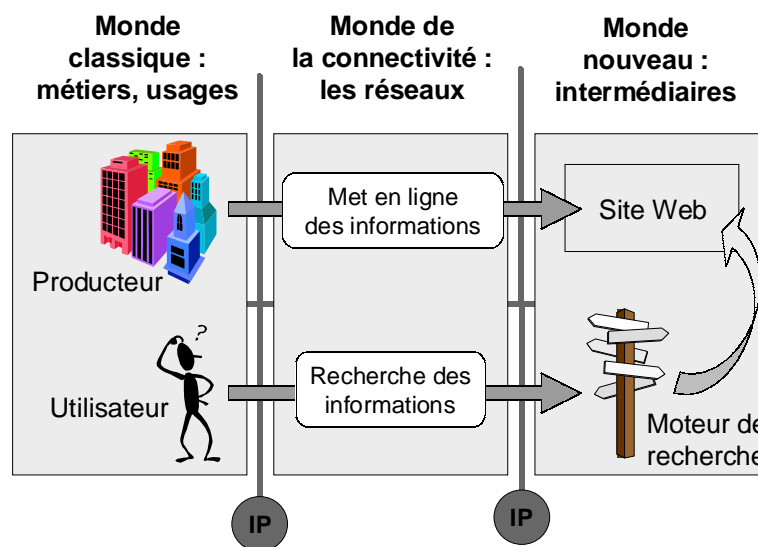 Monde
classique :
métiers, usages
Monde de
la connectivité :
les réseaux
Monde
nouveau :
intermédiaires
Producteur
Met en ligne
des informations
Site Web
?
Utilisateur
Recherche des
informations
Moteur de
recherche
IP
IP